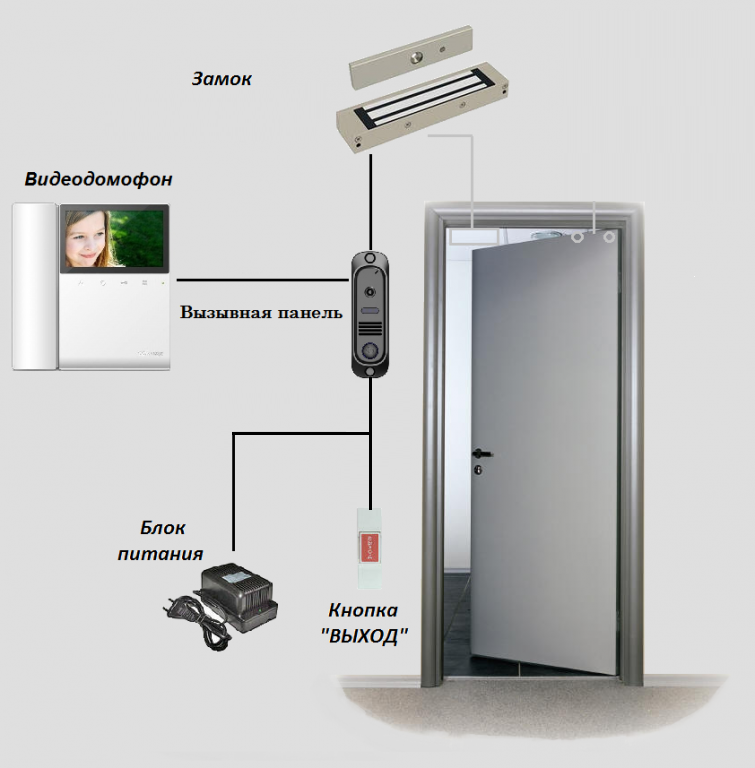 Замок
Видеодомофон
Вызывная панель
Блок
питания
Кнопка
"ВЫХОД"